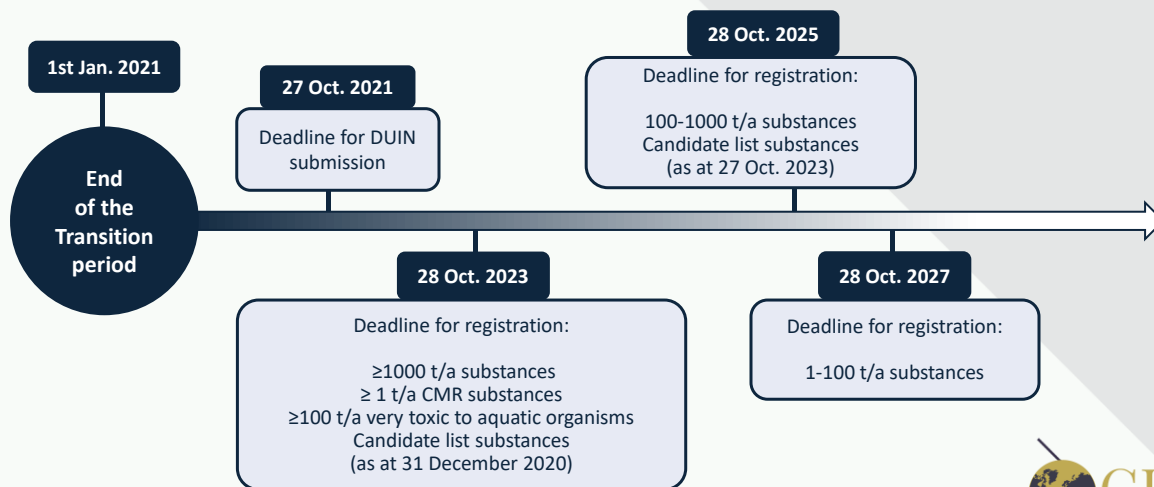 1st Jan. 2021
End
of the
Transition
period
27 Oct. 2021
Deadline for DUIN
submission
28 Oct. 2023
Deadline for registration:
≥1000 t/a substances
≥ 1 t/a CMR substances
≥100 t/a very toxic to aquatic organisms
Candidate list substances
(as at 31 December 2020)
28 Oct. 2025
Deadline for registration:
100-1000 t/a substances
Candidate list substances
(as at 27 Oct. 2023)
28 Oct. 2027
Deadline for registration:
1-100 t/a substances